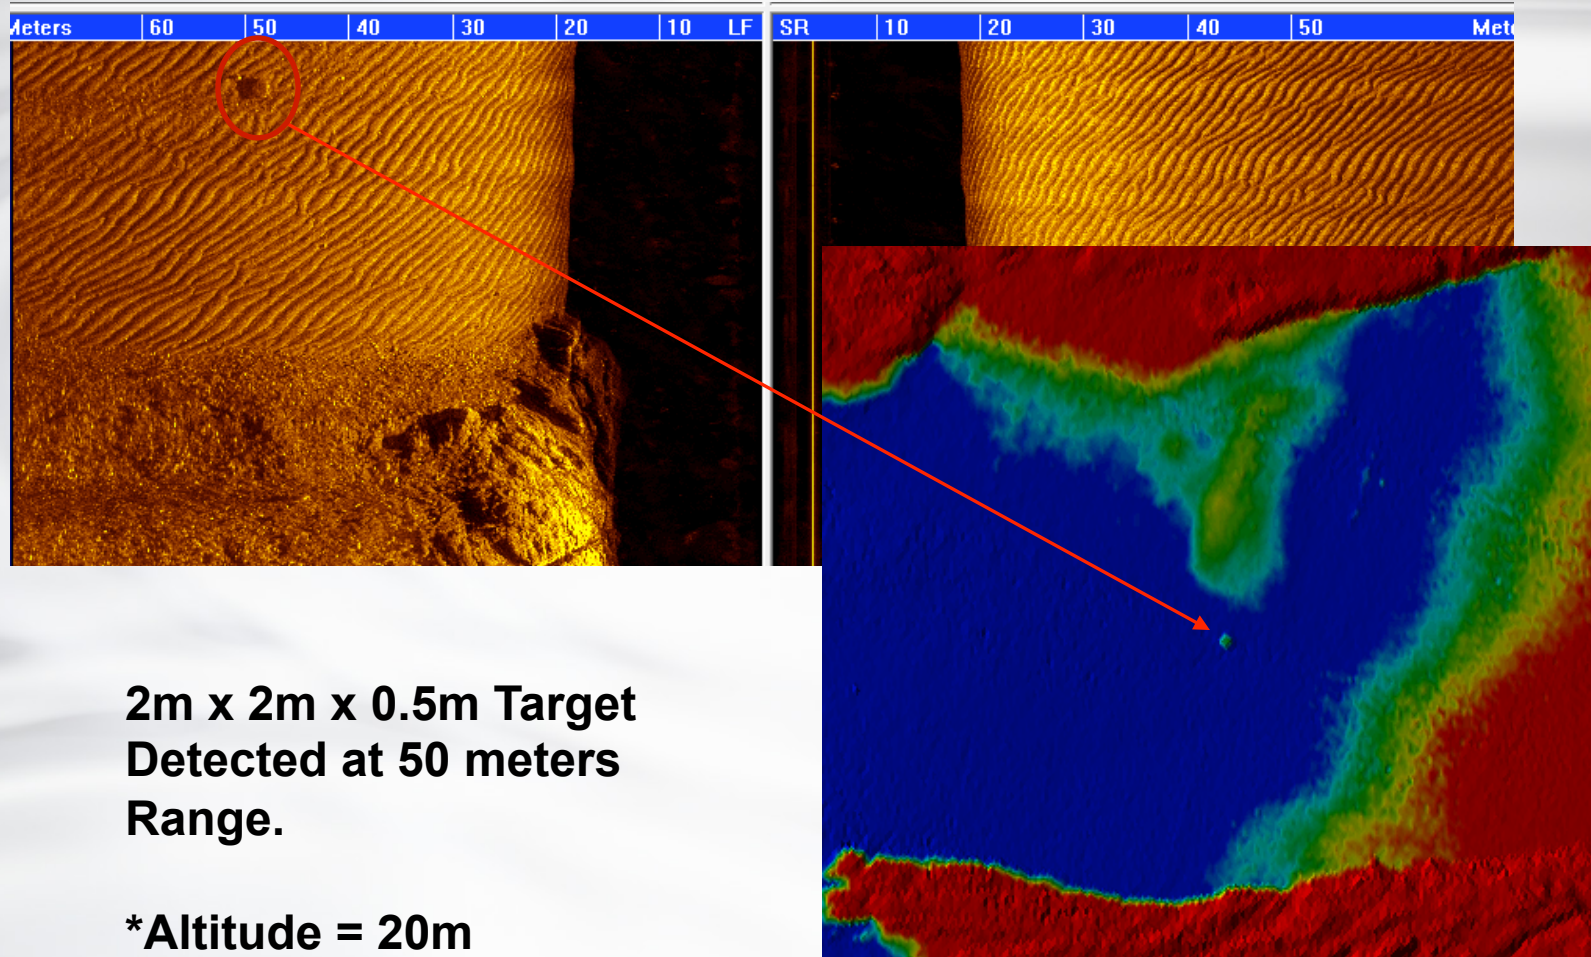 Meters 60 50 40 30 20 10 LF SR 10 20 30 40 50 Mete
2m x 2m x 0.5m Target
Detected at 50 meters
Range.
*Altitude = 20m